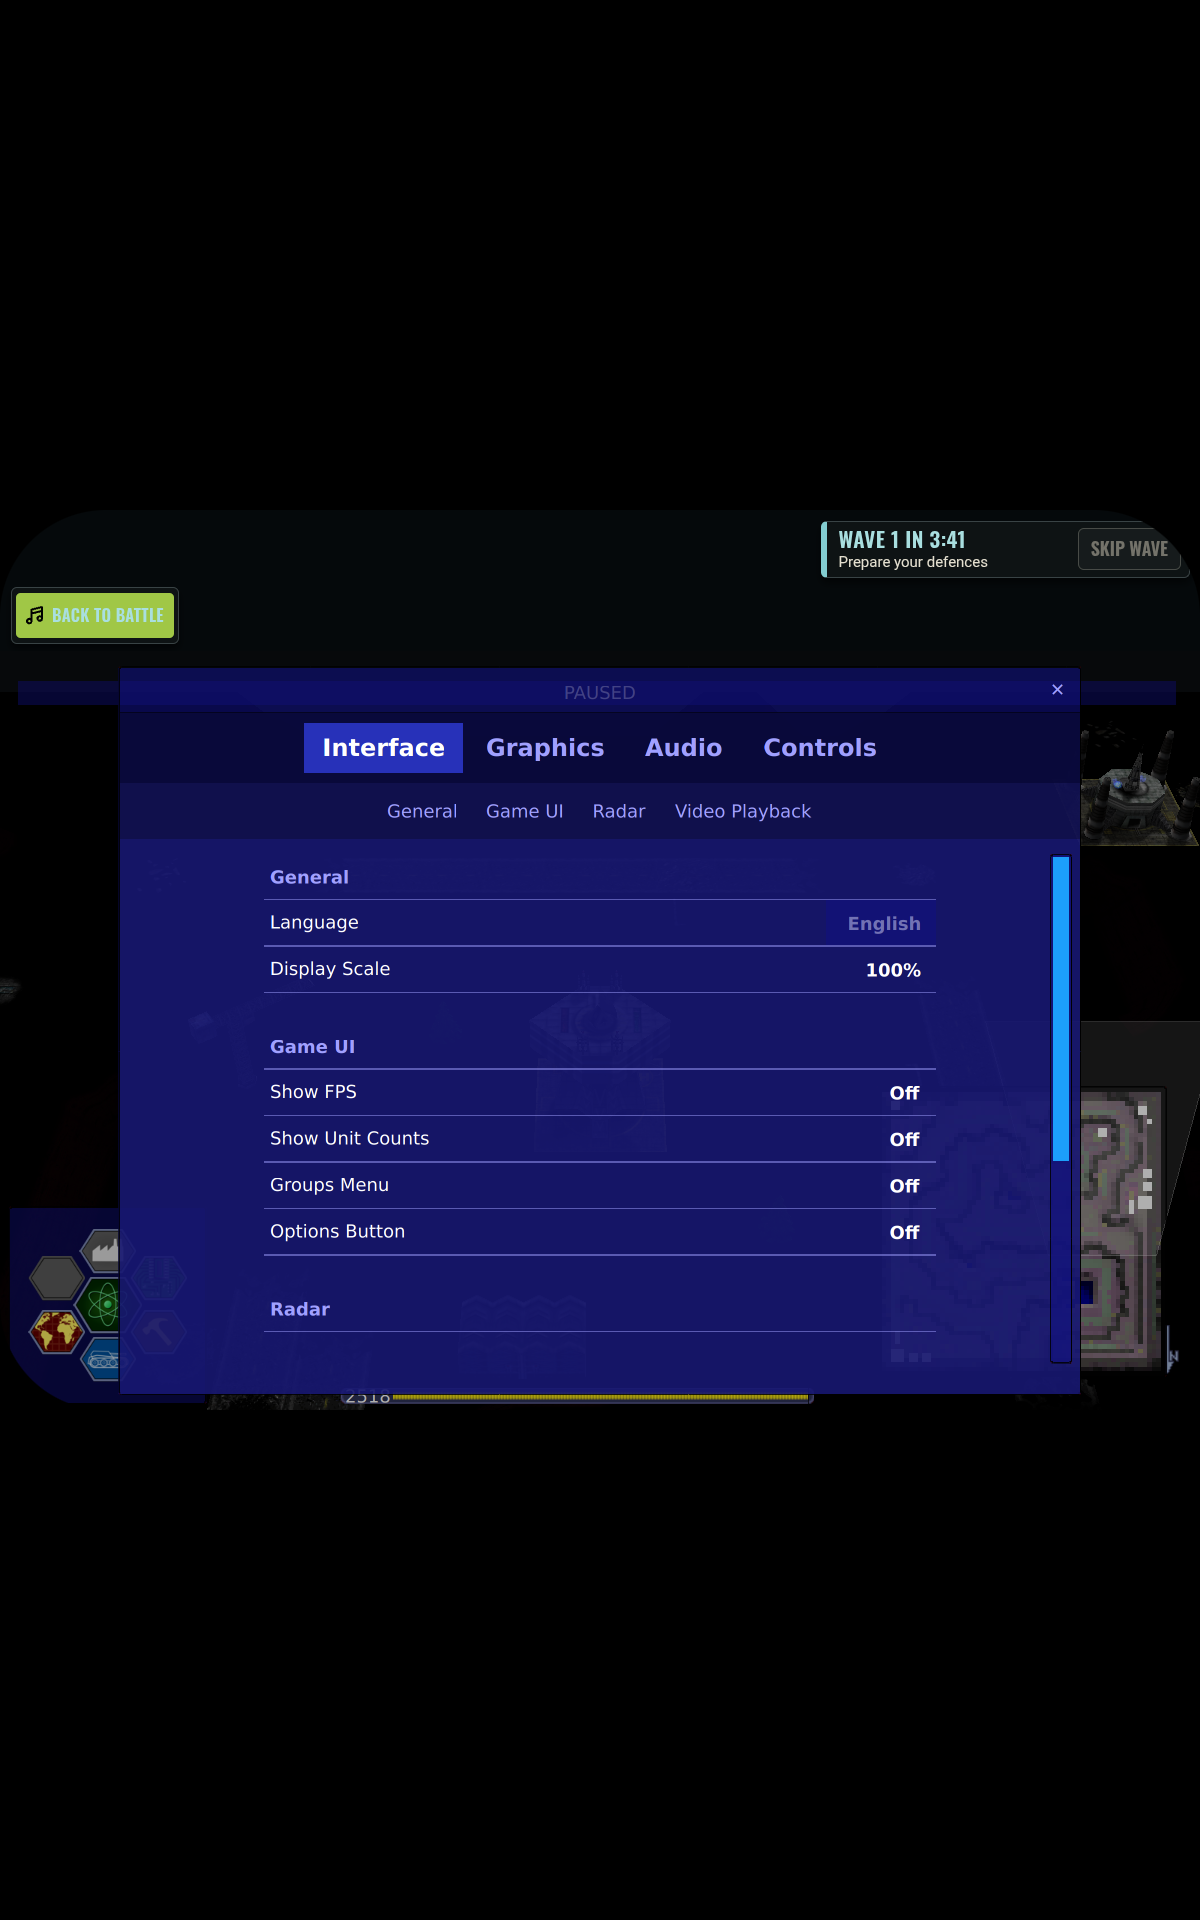 WAVE 1 IN 3:41
Prepare your defences
SKIP WAVE
BACK TO BATTLE
PAUSED
×
Interface Graphics Audio Controls
General Game UI Radar Video Playback
General
Language English
Display Scale 100%
Game UI
Show FPS Off
Show Unit Counts Off
Groups Menu Off
Options Button Off
Radar
2518
N